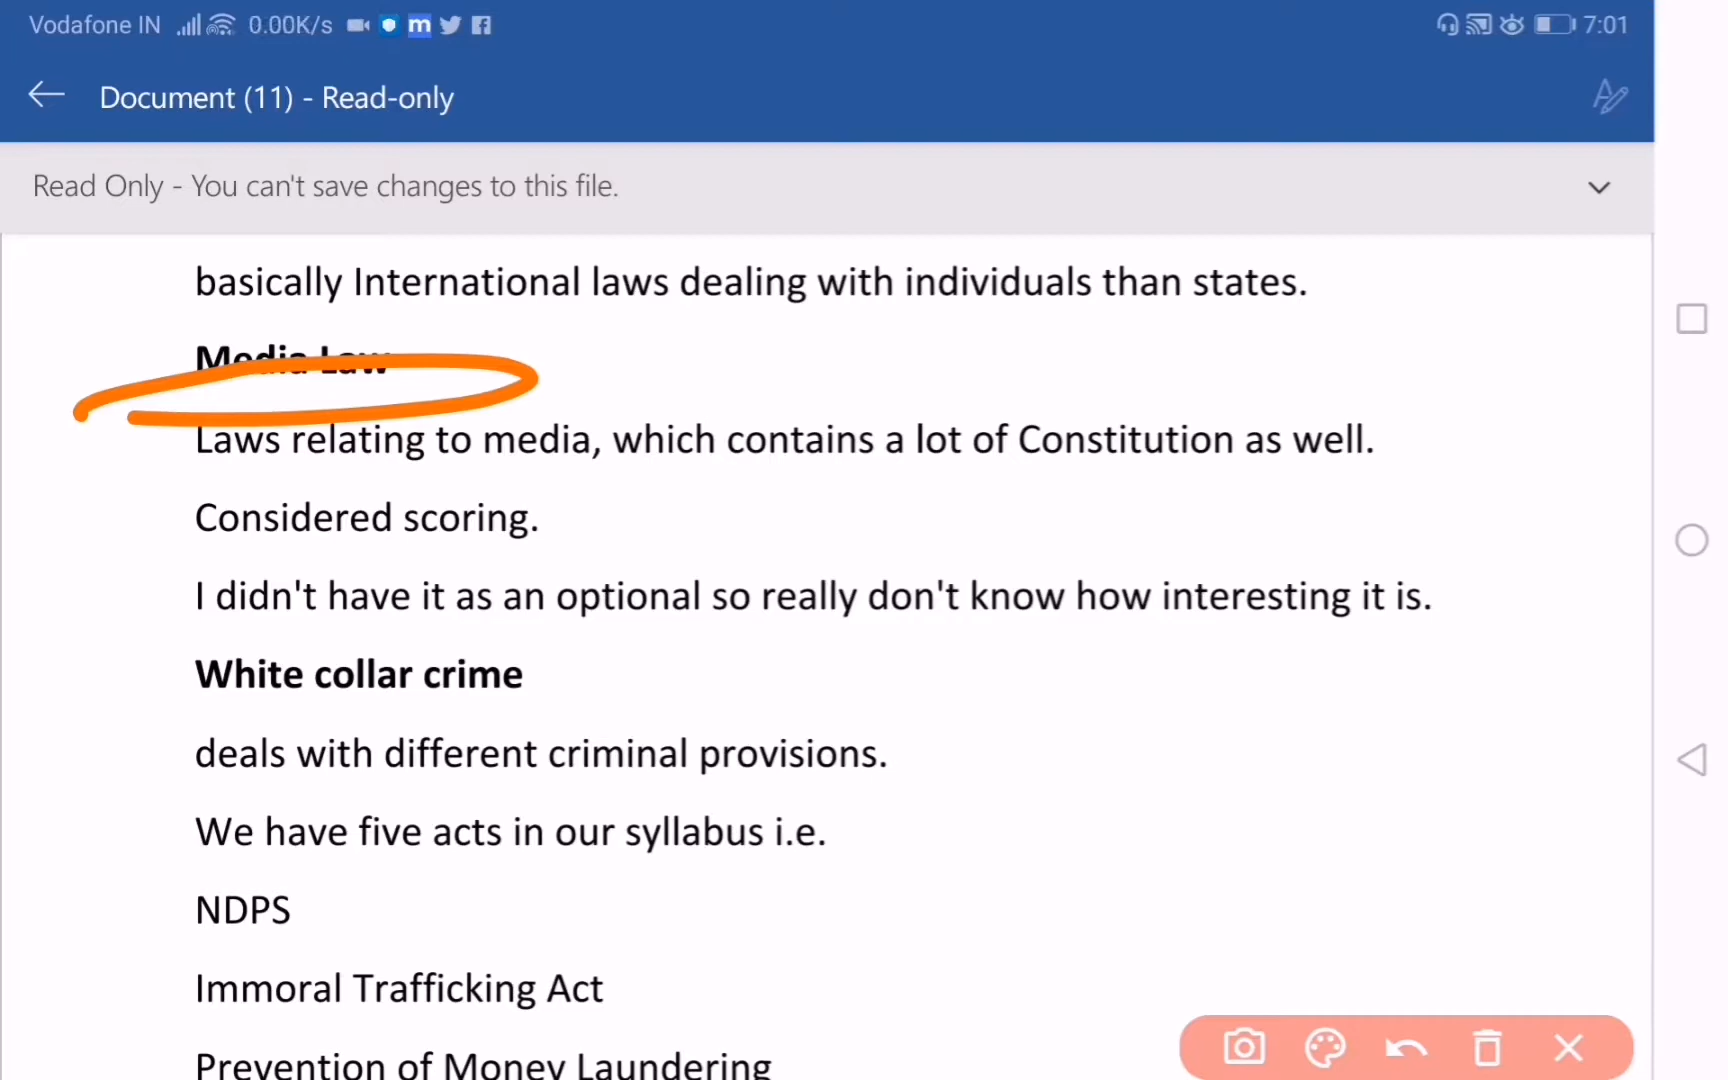 Vodafone IN 0.00K/s m 7:01
Document (11) - Read-only
Read Only - You can't save changes to this file.
basically International laws dealing with individuals than states.
Media Law
Laws relating to media, which contains a lot of Constitution as well.
Considered scoring.
I didn't have it as an optional so really don't know how interesting it is.
White collar crime
deals with different criminal provisions.
We have five acts in our syllabus i.e.
NDPS
Immoral Trafficking Act
Prevention of Money Laundering